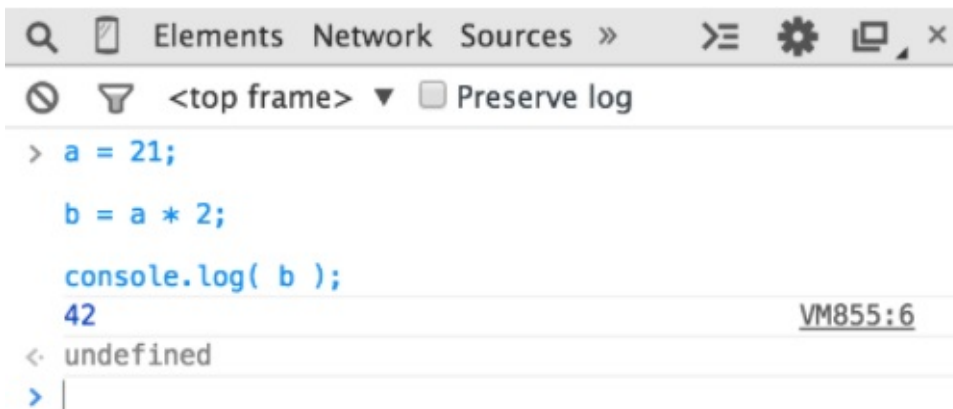 Elements Network Sources »
<top frame> ▼ Preserve log
> a = 21;
b = a * 2;
console.log( b );
42 VM855:6
undefined
>